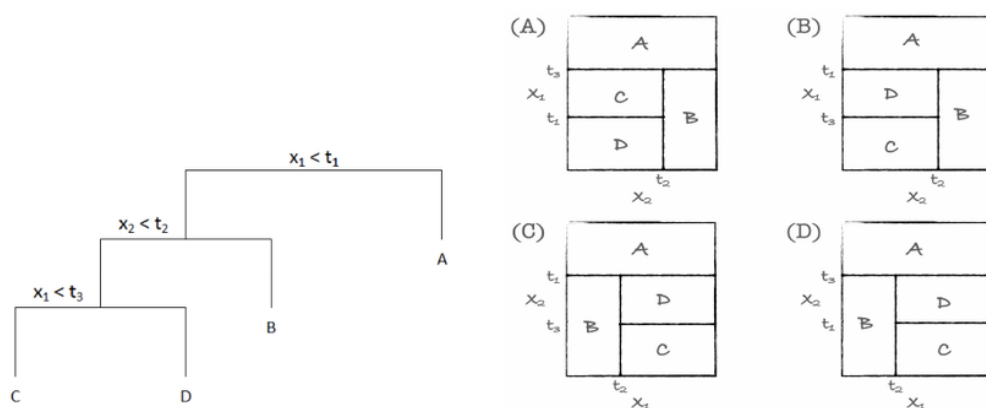 x₁ < t₁
x₂ < t₂
A
x₁ < t₃
B
C D
(A)
A
t₃
x₁ C
B
t₁
D
t₂
x₂
(B)
A
t₁
x₁ D
B
t₃
C
t₂
x₂
(C)
A
t₁
x₂ D
B
t₃
C
t₂
x₁
(D)
A
t₃
x₂ D
B
t₁
C
t₂
x₁